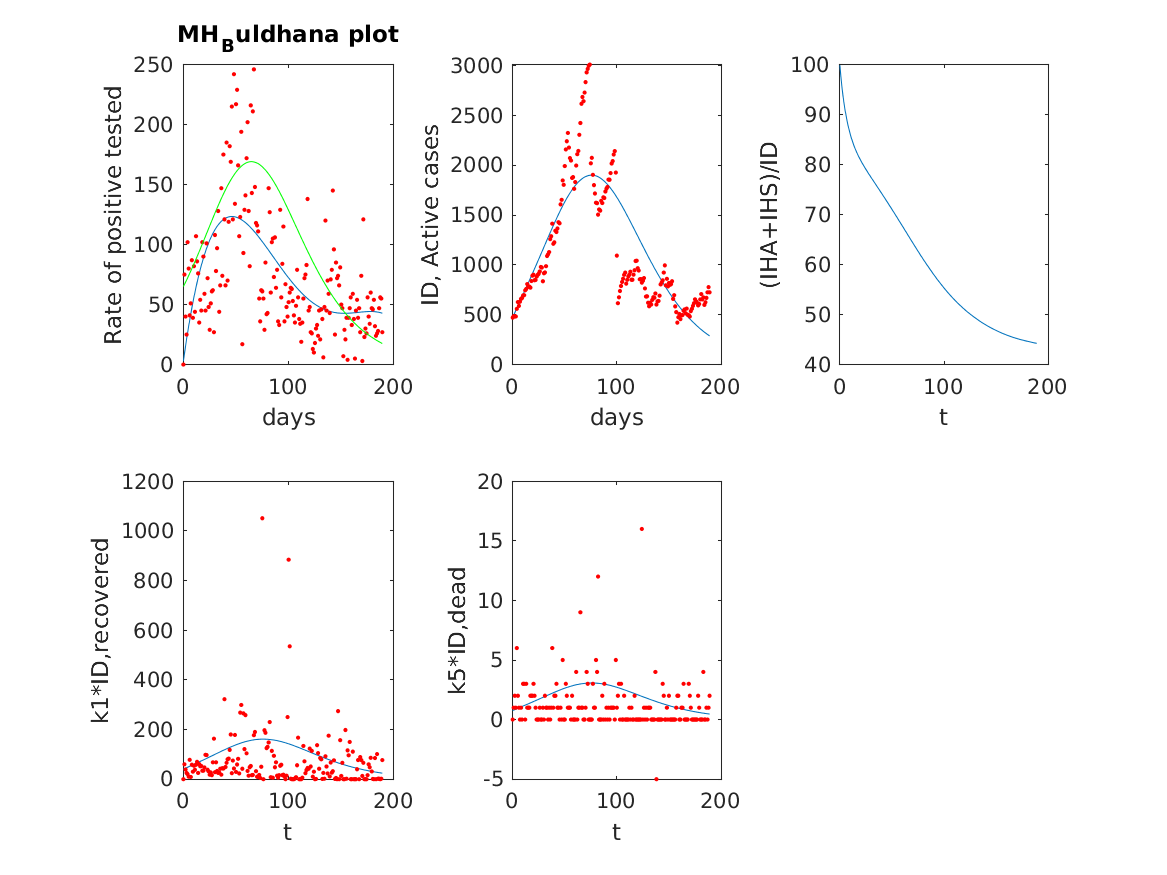 MH_Buldhana plot
250
200
150
100
50
0
Rate of positive tested
0 100 200
days
3000
2500
2000
1500
1000
500
0
ID, Active cases
0 100 200
days
100
90
80
70
60
50
40
(IHA+IHS)/ID
0 100 200
t
1200
1000
800
600
400
200
0
k1*ID,recovered
0 100 200
t
20
15
10
5
0
-5
k5*ID,dead
0 100 200
t